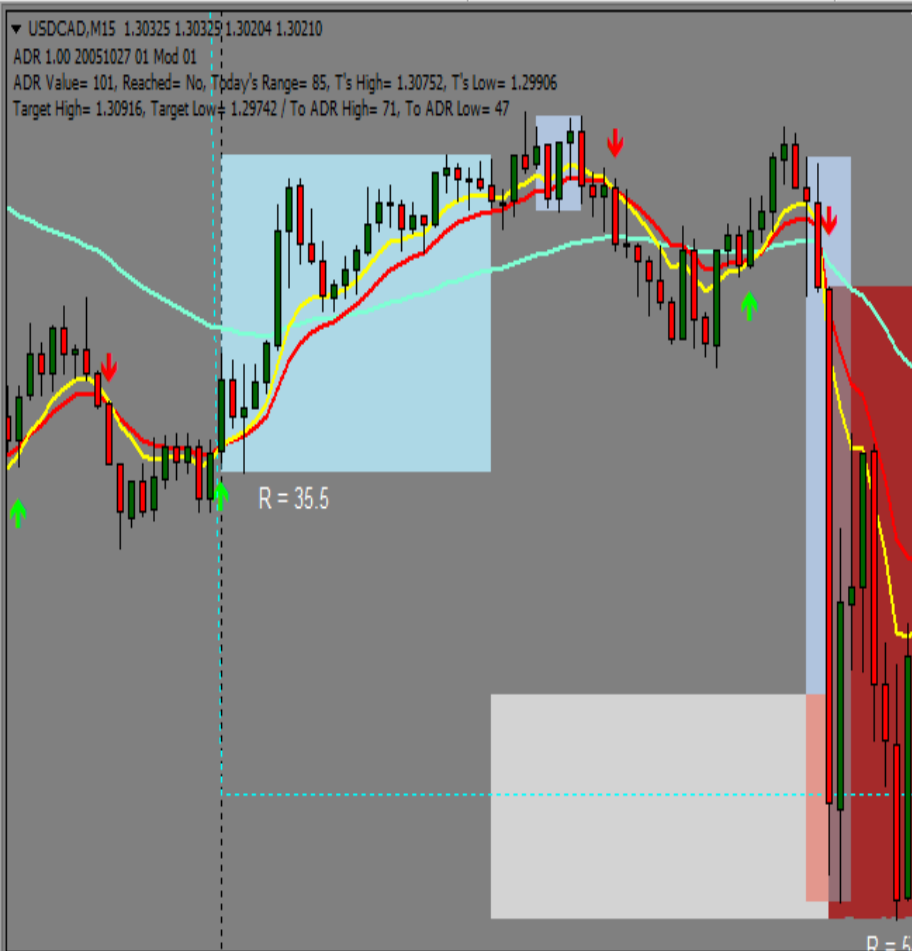 USDCAD,M15 1.30325 1.30325 1.30204 1.30210
ADR 1.00 20051027 01 Mod 01
ADR Value= 101, Reached= No, Today's Range= 85, T's High= 1.30752, T's Low= 1.29906
Target High= 1.30916, Target Low= 1.29742 / To ADR High= 71, To ADR Low= 47
R = 35.5
R =